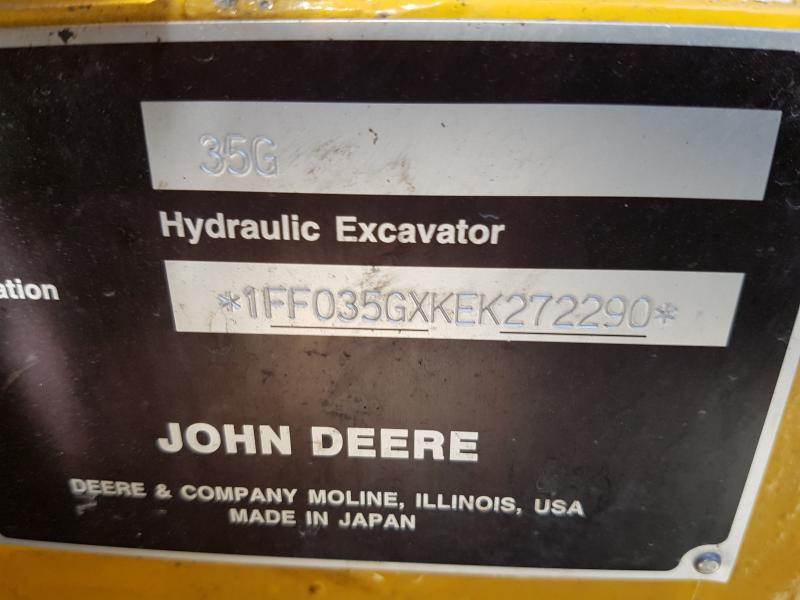 35G
Hydraulic Excavator
ation
*1FF035GXKEK272290*
JOHN DEERE
DEERE & COMPANY MOLINE, ILLINOIS, USA
MADE IN JAPAN